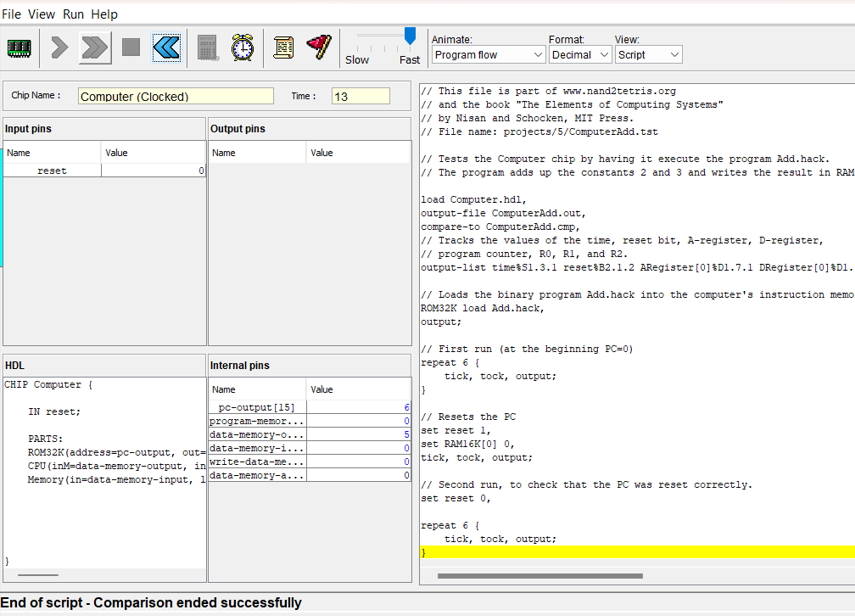 File View Run Help
Slow Fast
Animate:
Program flow
Format:
Decimal
View:
Script
Chip Name : Computer (Clocked) Time : 13
Input pins
Name Value
reset 0
Output pins
Name Value
HDL
CHIP Computer {
IN reset;
PARTS:
ROM32K(address=pc-output, out=
CPU(inM=data-memory-output, in
Memory(in=data-memory-input, l
}
Internal pins
Name Value
pc-output[15] 6
program-memor... 0
data-memory-o... 5
data-memory-i... 0
write-data-me... 0
data-memory-a... 0
// This file is part of www.nand2tetris.org
// and the book "The Elements of Computing Systems"
// by Nisan and Schocken, MIT Press.
// File name: projects/5/ComputerAdd.tst
// Tests the Computer chip by having it execute the program Add.hack.
// The program adds up the constants 2 and 3 and writes the result in RAM
load Computer.hdl,
output-file ComputerAdd.out,
compare-to ComputerAdd.cmp,
// Tracks the values of the time, reset bit, A-register, D-register,
// program counter, R0, R1, and R2.
output-list time%S1.3.1 reset%B2.1.2 ARegister[0]%D1.7.1 DRegister[0]%D1.
// Loads the binary program Add.hack into the computer's instruction memo
ROM32K load Add.hack,
output;
// First run (at the beginning PC=0)
repeat 6 {
tick, tock, output;
}
// Resets the PC
set reset 1,
set RAM16K[0] 0,
tick, tock, output;
// Second run, to check that the PC was reset correctly.
set reset 0,
repeat 6 {
tick, tock, output;
}
End of script - Comparison ended successfully